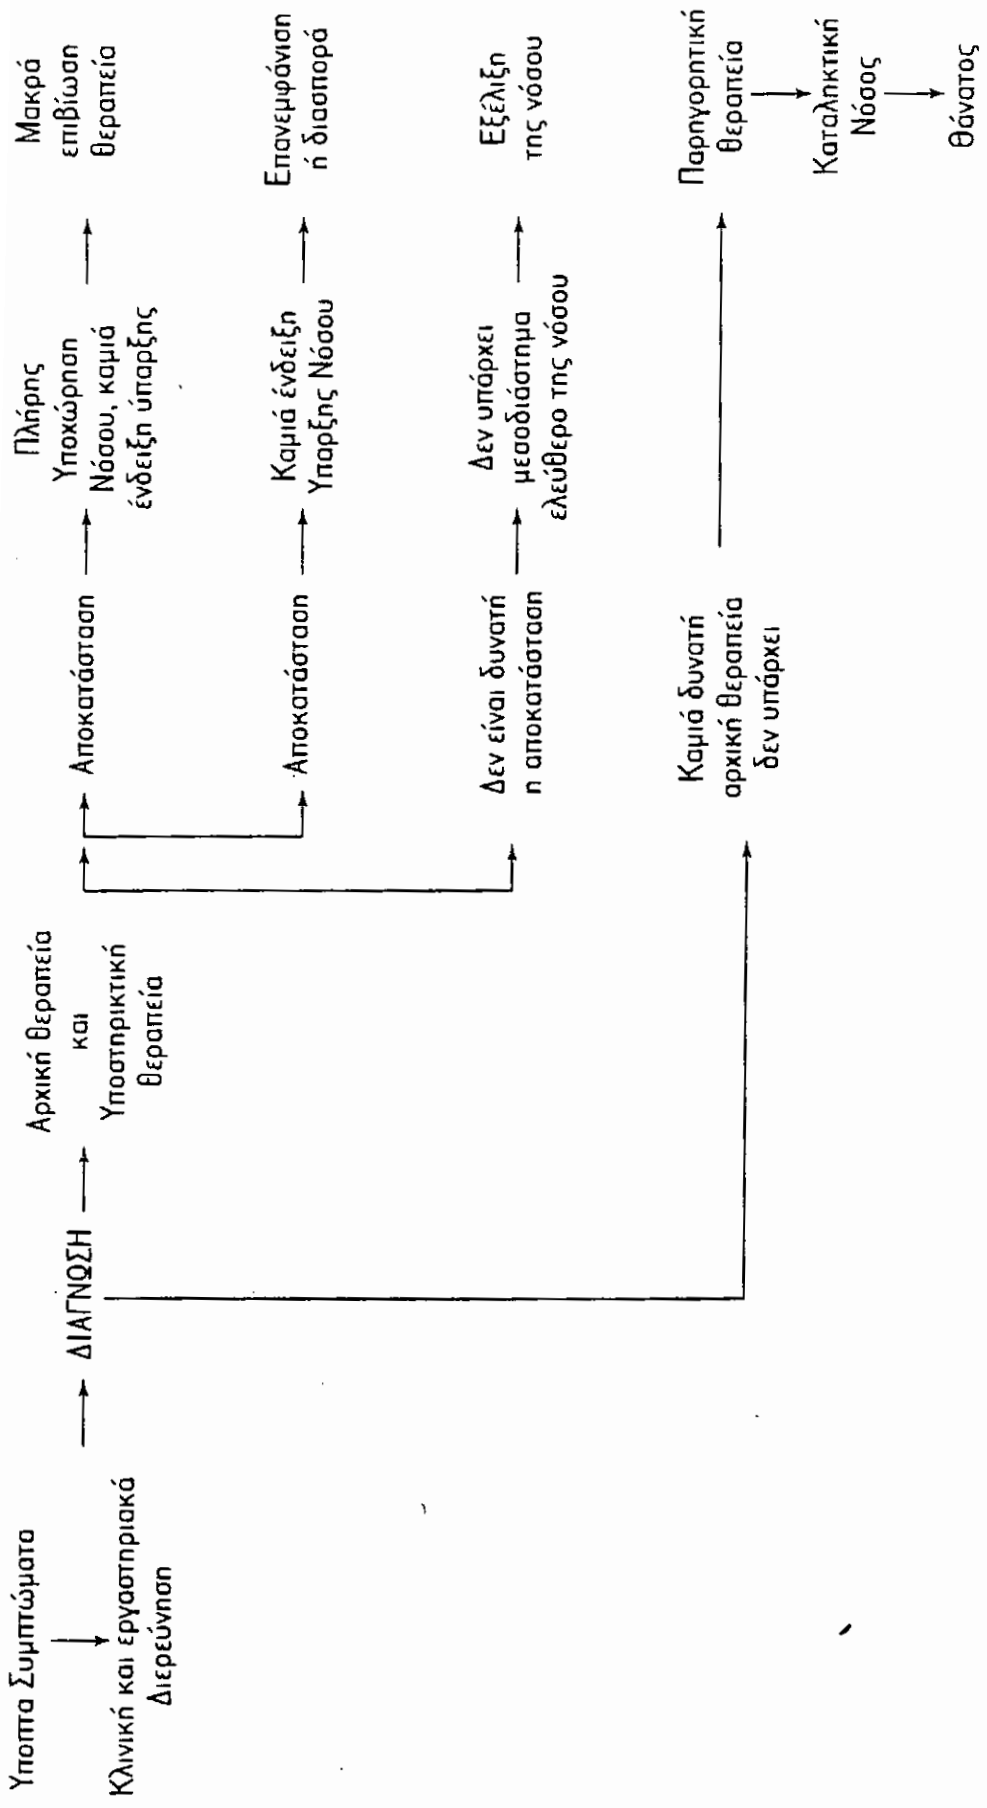 Υποπτα Συμπτώματα
Κλινική και εργαστηριακά
Διερεύνηση
ΔΙΑΓΝΩΣΗ
Αρχική θεραπεία
και
Υποστηρικτική
θεραπεία
Αποκατάσταση
Πλήρης
Υποχώρηση
Νόσου, καμιά
ένδειξη ύπαρξης
Μακρά
επιβίωση
θεραπεία
Αποκατάσταση
Καμιά ένδειξη
Υπαρξης Νόσου
Επανεμφάνιση
ή διασπορά
Δεν είναι δυνατή
η αποκατάσταση
Δεν υπάρχει
μεσοδιάστημα
ελεύθερο της νόσου
Εξέλιξη
της νόσου
Καμιά δυνατή
αρχική θεραπεία
δεν υπάρχει
Παρηγορητική
θεραπεία
Καταληκτική
Νόσος
Θάνατος